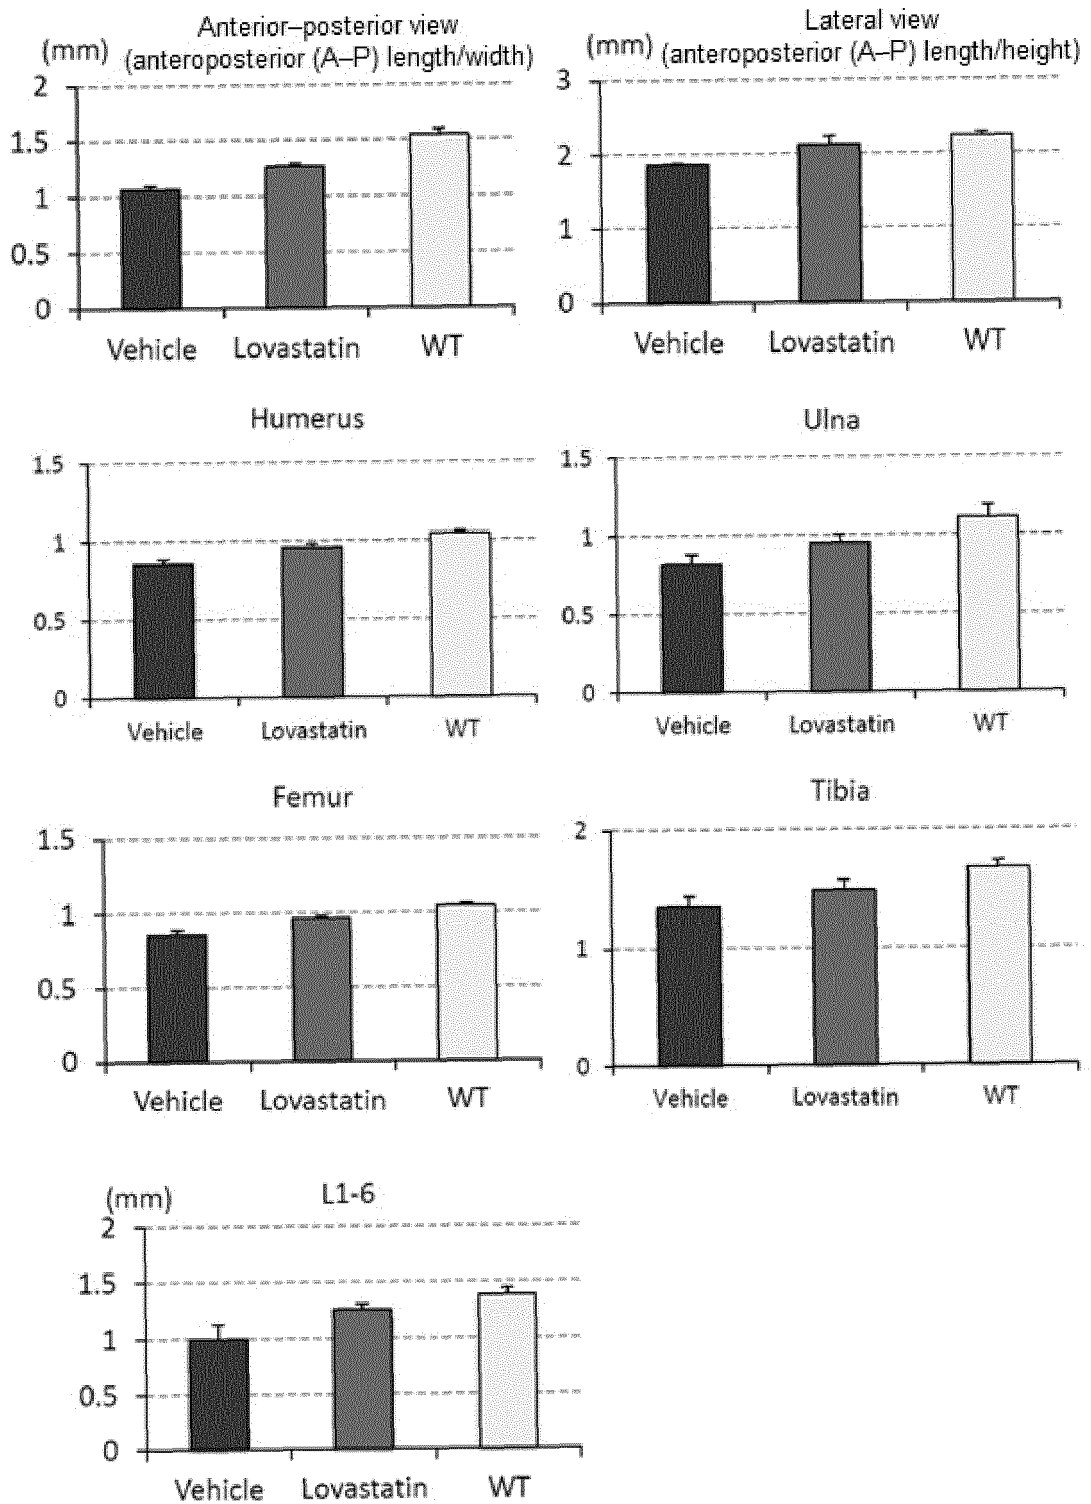 Anterior–posterior view
(mm) (anteroposterior (A–P) length/width)
2
1.5
1
0.5
0
Vehicle Lovastatin WT
Lateral view
(mm) (anteroposterior (A–P) length/height)
3
2
1
0
Vehicle Lovastatin WT
Humerus
1.5
1
0.5
0
Vehicle Lovastatin WT
Ulna
1.5
1
0.5
0
Vehicle Lovastatin WT
Femur
1.5
1
0.5
0
Vehicle Lovastatin WT
Tibia
2
1
0
Vehicle Lovastatin WT
(mm) L1-6
2
1.5
1
0.5
0
Vehicle Lovastatin WT